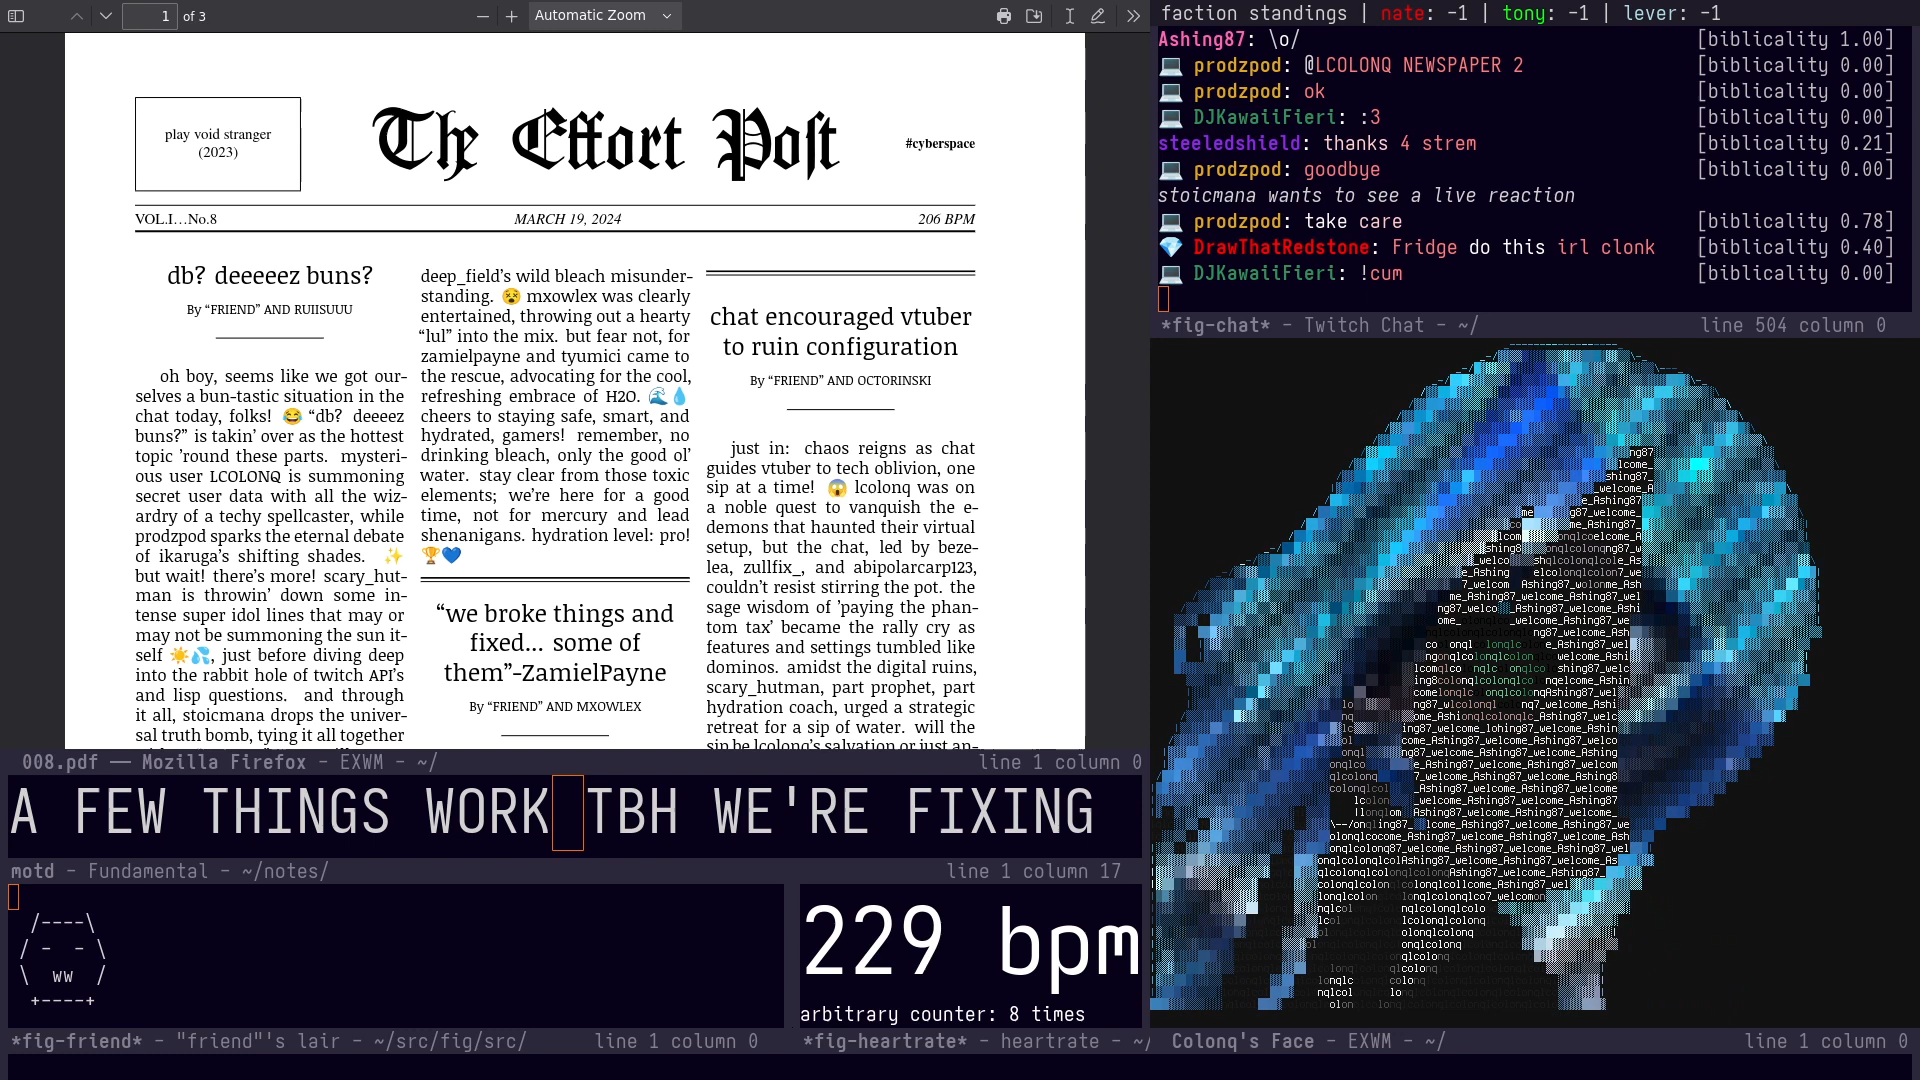 1 of 3
Automatic Zoom
play void stranger
(2023)
The Effort Post
#cyberspace
VOL.I...No.8
MARCH 19, 2024
206 BPM
db? deeeeez buns?
By “FRIEND” AND RUIISUUU
oh boy, seems like we got our-
selves a bun-tastic situation in the
chat today, folks! 😂 “db? deeeez
buns?” is takin’ over as the hottest
topic ’round these parts. mysteri-
ous user LCOLONQ is summoning
secret user data with all the wiz-
ardry of a techy spellcaster, while
prodzpod sparks the eternal debate
of ikaruga’s shifting shades. ✨
but wait! there’s more! scary_hut-
man is throwin’ down some in-
tense super idol lines that may or
may not be summoning the sun it-
self ☀️💦, just before diving deep
into the rabbit hole of twitch API’s
and lisp questions. and through
it all, stoicmana drops the univer-
sal truth bomb, tying it all together
deep_field’s wild bleach misunder-
standing. 😵 mxowlex was clearly
entertained, throwing out a hearty
“lul” into the mix. but fear not, for
zamielpayne and tyumici came to
the rescue, advocating for the cool,
refreshing embrace of H2O. 🌊💧
cheers to staying safe, smart, and
hydrated, gamers! remember, no
drinking bleach, only the good ol’
water. stay clear from those toxic
elements; we’re here for a good
time, not for mercury and lead
shenanigans. hydration level: pro!
🏆💙
“we broke things and
fixed... some of
them”-ZamielPayne
By “FRIEND” AND MXOWLEX
chat encouraged vtuber
to ruin configuration
By “FRIEND” AND OCTORINSKI
just in: chaos reigns as chat
guides vtuber to tech oblivion, one
sip at a time! 😱 lcolonq was on
a noble quest to vanquish the e-
demons that haunted their virtual
setup, but the chat, led by beze-
lea, zullfix_, and abipolarcarp123,
couldn’t resist stirring the pot. the
sage wisdom of ’paying the phan-
tom tax’ became the rally cry as
features and settings tumbled like
dominos. amidst the digital ruins,
scary_hutman, part prophet, part
hydration coach, urged a strategic
retreat for a sip of water. will the
sip be lcolonq’s salvation or just an-
008.pdf — Mozilla Firefox - EXWM - ~/
line 1 column 0
A FEW THINGS WORK TBH WE'RE FIXING
motd - Fundamental - ~/notes/
line 1 column 17
/----\
/ -  - \
\  ww  /
+----+
*fig-friend* - "friend"'s lair - ~/src/fig/src/
line 1 column 0
229 bpm
arbitrary counter: 8 times
*fig-heartrate* - heartrate - ~/
faction standings | nate: -1 | tony: -1 | lever: -1
Ashing87: \o/ [biblicality 1.00]
💻 prodzpod: @LCOLONQ NEWSPAPER 2 [biblicality 0.00]
💻 prodzpod: ok [biblicality 0.00]
💻 DJKawaiiFieri: :3 [biblicality 0.00]
steeledshield: thanks 4 strem [biblicality 0.21]
💻 prodzpod: goodbye [biblicality 0.00]
stoicmana wants to see a live reaction
💻 prodzpod: take care [biblicality 0.78]
💎 DrawThatRedstone: Fridge do this irl clonk [biblicality 0.40]
💻 DJKawaiiFieri: !cum [biblicality 0.00]
*fig-chat* - Twitch Chat - ~/
line 504 column 0
Colonq's Face - EXWM - ~/
line 1 column 0